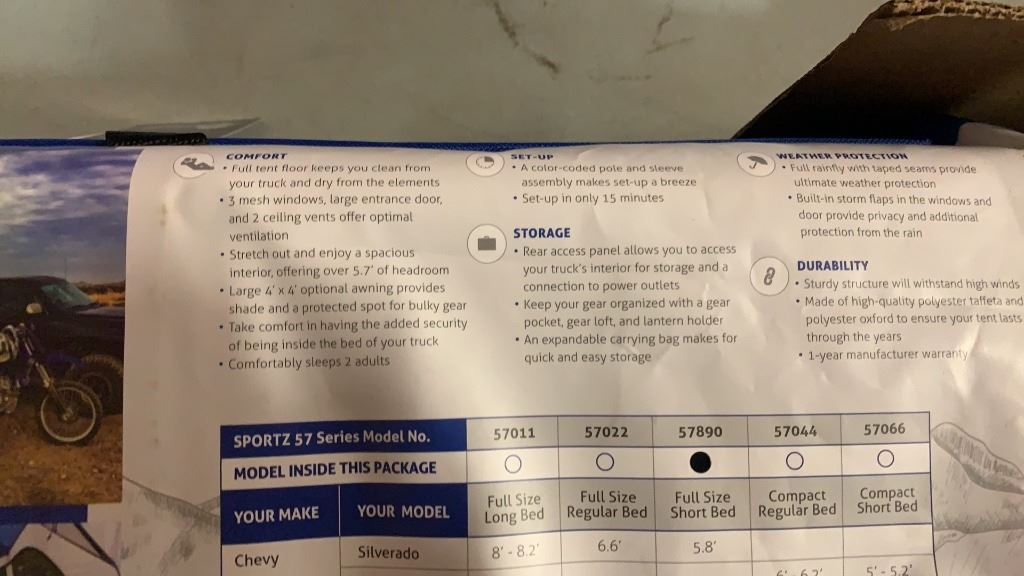 COMFORT
• Full tent floor keeps you clean from
your truck and dry from the elements
• 3 mesh windows, large entrance door,
and 2 ceiling vents offer optimal
ventilation
• Stretch out and enjoy a spacious
interior, offering over 5.7' of headroom
• Large 4' x 4' optional awning provides
shade and a protected spot for bulky gear
• Take comfort in having the added security
of being inside the bed of your truck
• Comfortably sleeps 2 adults
SET-UP
• A color-coded pole and sleeve
assembly makes set-up a breeze
• Set-up in only 15 minutes
STORAGE
• Rear access panel allows you to access
your truck's interior for storage and a
connection to power outlets
• Keep your gear organized with a gear
pocket, gear loft, and lantern holder
• An expandable carrying bag makes for
quick and easy storage
WEATHER PROTECTION
• Full rainfly with taped seams provide
ultimate weather protection
• Built-in storm flaps in the windows and
door provide privacy and additional
protection from the rain
DURABILITY
• Sturdy structure will withstand high winds
• Made of high-quality polyester taffeta and
polyester oxford to ensure your tent lasts
through the years
• 1-year manufacturer warranty
SPORTZ 57 Series Model No. 57011 57022 57890 57044 57066
MODEL INSIDE THIS PACKAGE
YOUR MAKE YOUR MODEL Full Size Long Bed Full Size Regular Bed Full Size Short Bed Compact Regular Bed Compact Short Bed
Chevy Silverado 8' - 8.2' 6.6' 5.8'
5' - 5.2'